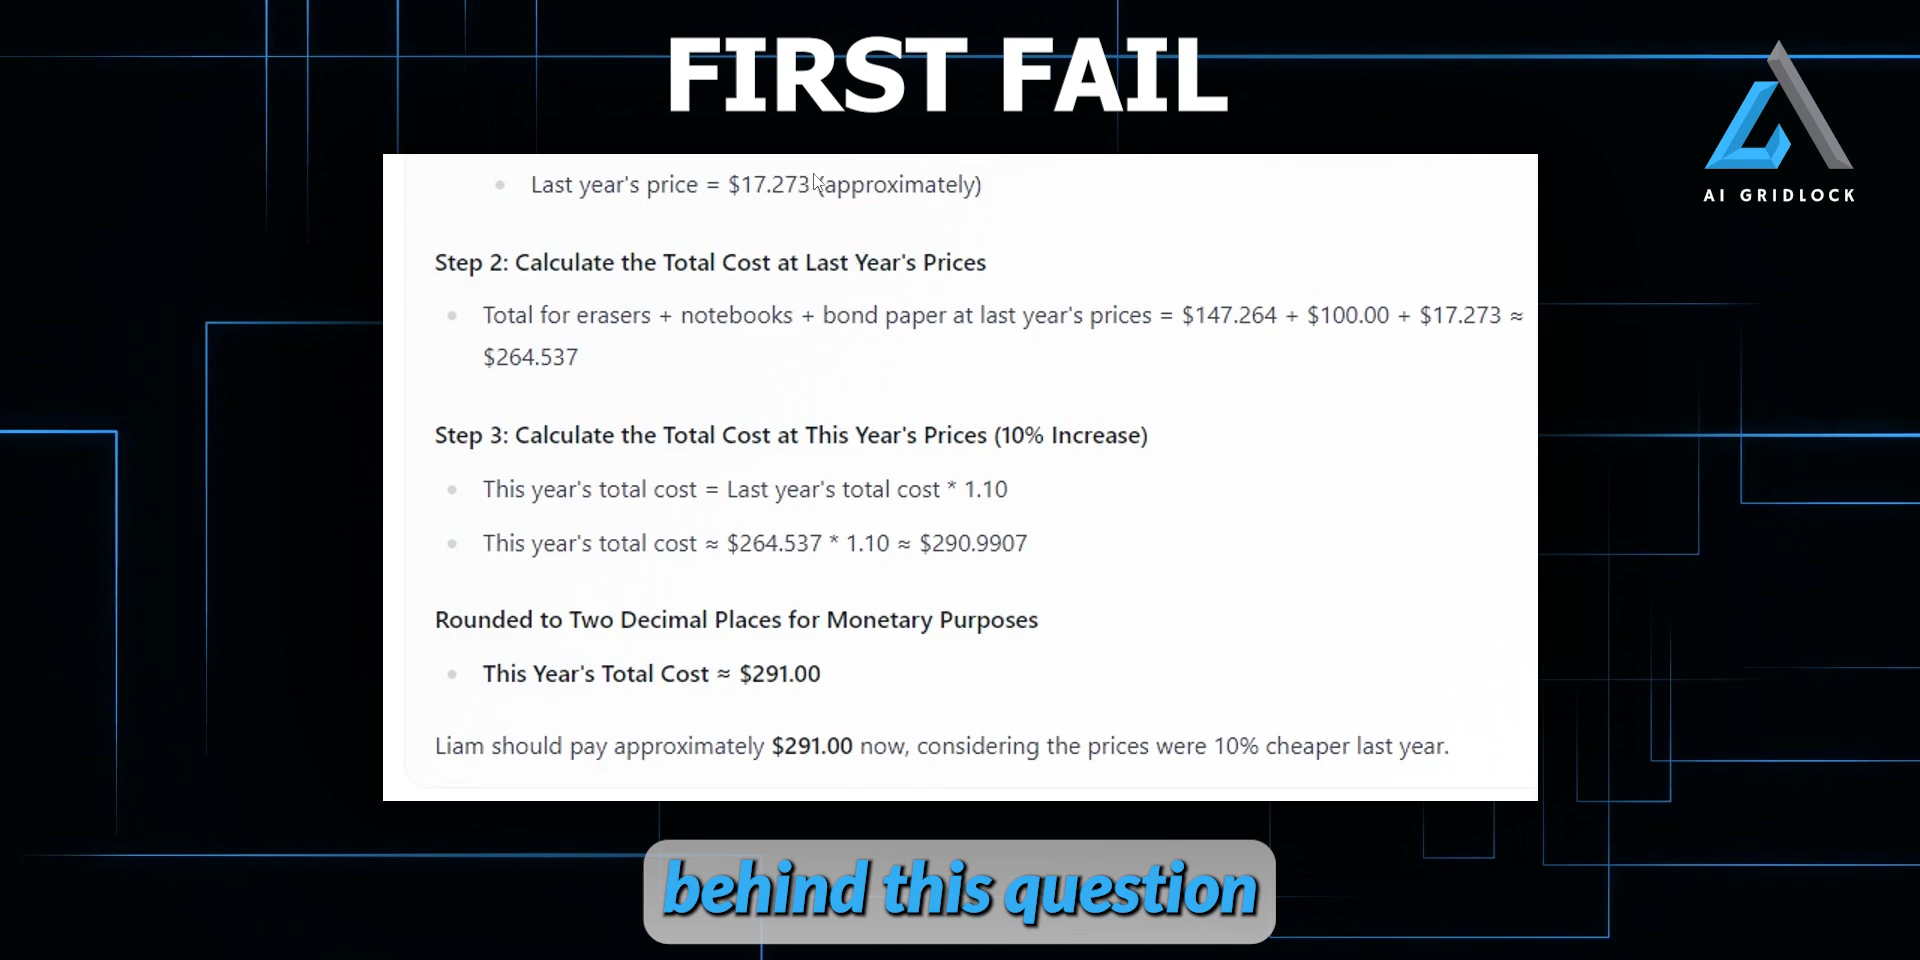 FIRST FAIL
AI GRIDLOCK
Last year's price = $17.273 (approximately)
Step 2: Calculate the Total Cost at Last Year's Prices
Total for erasers + notebooks + bond paper at last year's prices = $147.264 + $100.00 + $17.273 ≈
$264.537
Step 3: Calculate the Total Cost at This Year's Prices (10% Increase)
This year's total cost = Last year's total cost * 1.10
This year's total cost ≈ $264.537 * 1.10 ≈ $290.9907
Rounded to Two Decimal Places for Monetary Purposes
This Year's Total Cost ≈ $291.00
Liam should pay approximately $291.00 now, considering the prices were 10% cheaper last year.
behind this question